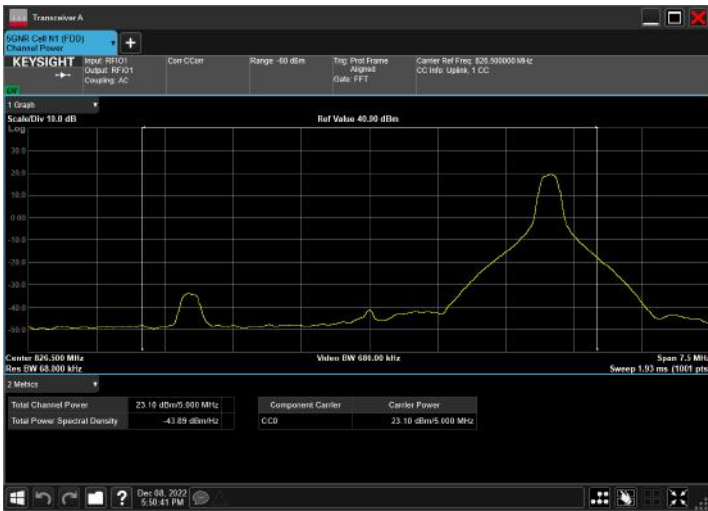 Transceiver A
5GNR Cell N1 (FDD)
Channel Power
KEYSIGHT
Input: RFIO1
Output: RFIO1
Coupling: AC
Corr CCorr
Range: -60 dBm
Trig: Prot Frame
Aligned
Gate: FFT
Carrier Ref Freq: 826.500000 MHz
CC Info: Uplink, 1 CC
1 Graph
Scale/Div 10.0 dB
Ref Value 40.00 dBm
Log
30.0
20.0
10.0
0.00
-10.0
-20.0
-30.0
-40.0
-50.0
Center 826.500 MHz
Video BW 680.00 kHz
Span 7.5 MHz
Res BW 68.000 kHz
Sweep 1.93 ms (1001 pts
2 Metrics
Total Channel Power 23.10 dBm/5.000 MHz
Total Power Spectral Density -43.89 dBm/Hz
Component Carrier Carrier Power
CC0 23.10 dBm/5.000 MHz
?
Dec 08, 2022
5:50:41 PM